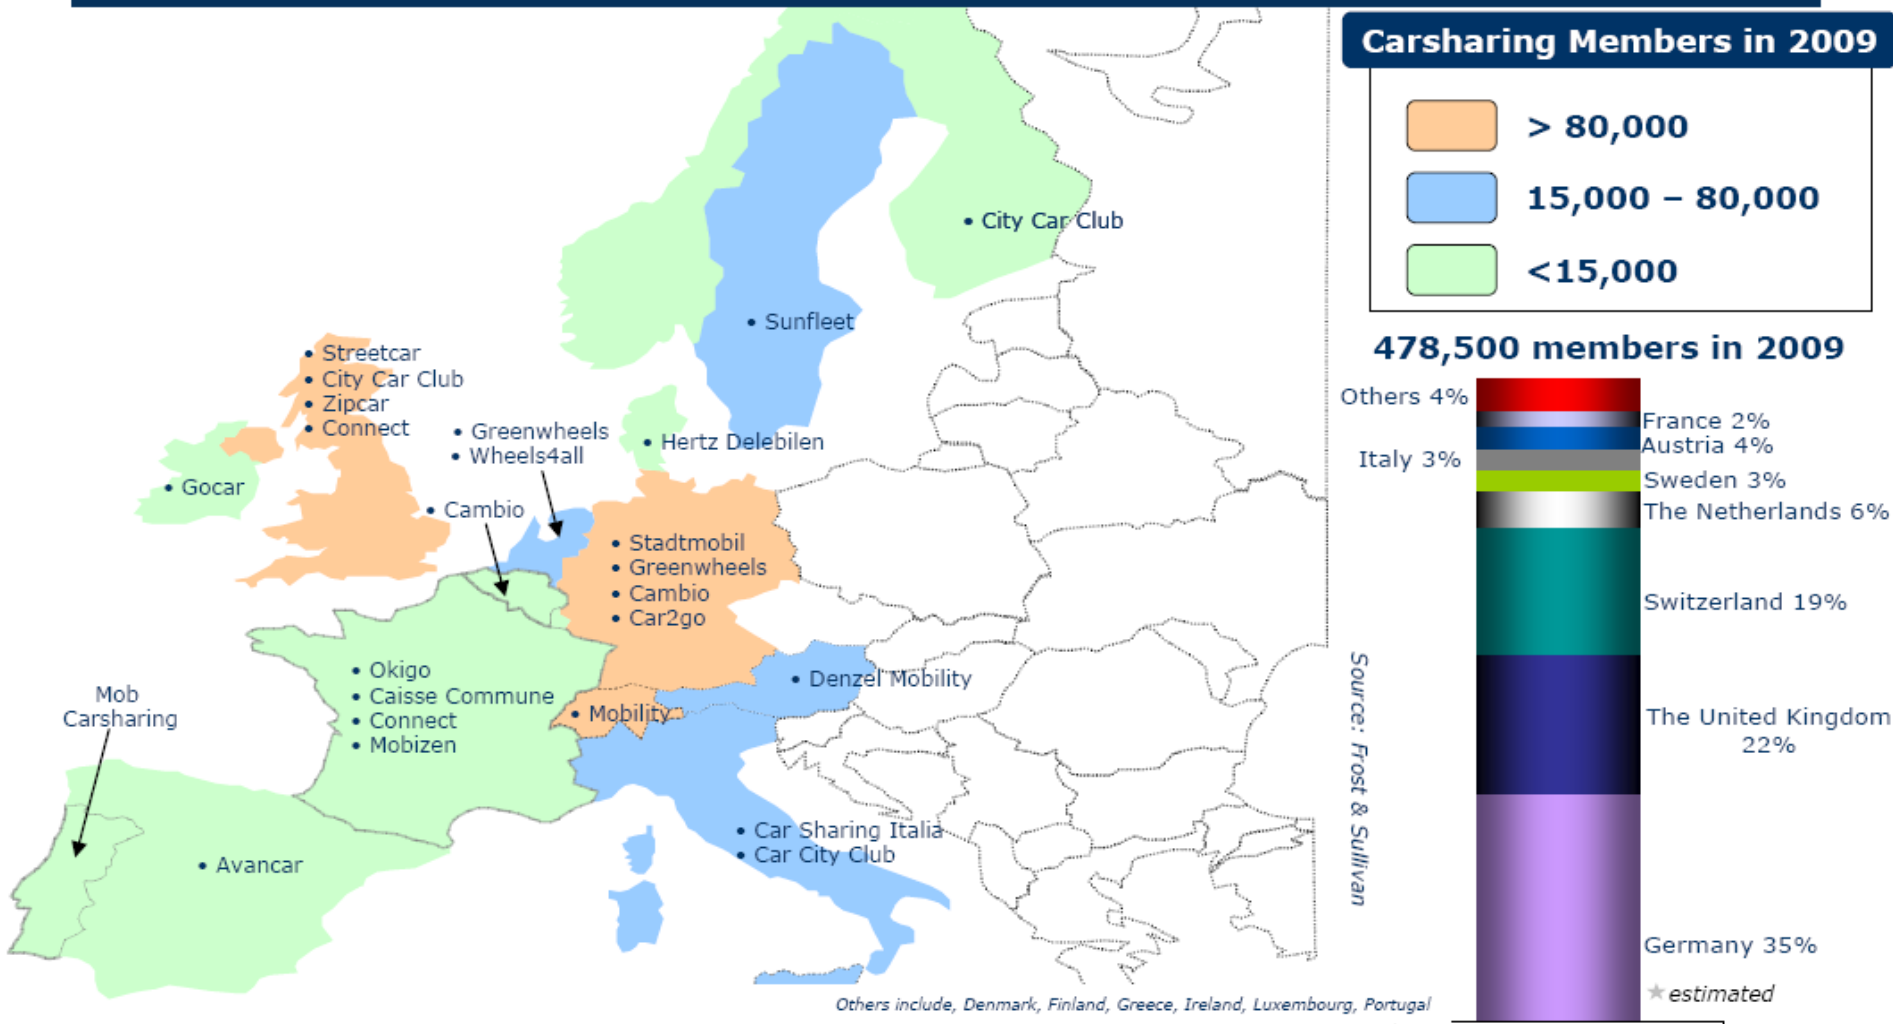 Carsharing Members in 2009
> 80,000
15,000 – 80,000
<15,000
478,500 members in 2009
Others 4%
France 2%
Austria 4%
Italy 3%
Sweden 3%
The Netherlands 6%
Switzerland 19%
The United Kingdom
22%
Germany 35%
★estimated
Source: Frost & Sullivan
• City Car Club
• Sunfleet
• Streetcar
• City Car Club
• Zipcar
• Connect
• Greenwheels
• Wheels4all
• Hertz Delebilen
• Gocar
• Cambio
• Stadtmobil
• Greenwheels
• Cambio
• Car2go
• Okigo
• Caisse Commune
• Connect
• Mobizen
• Denzel Mobility
• Mobility
Mob
Carsharing
• Car Sharing Italia
• Car City Club
• Avancar
Others include, Denmark, Finland, Greece, Ireland, Luxembourg, Portugal